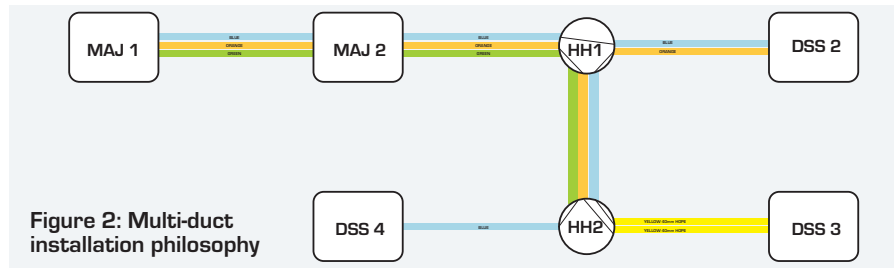 MAJ 1
BLUE
ORANGE
GREEN
MAJ 2
BLUE
ORANGE
GREEN
HH1
BLUE
ORANGE
DSS 2
Figure 2: Multi-duct
installation philosophy
DSS 4
BLUE
HH2
YELLOW 60mm HDPE
YELLOW 60mm HDPE
DSS 3